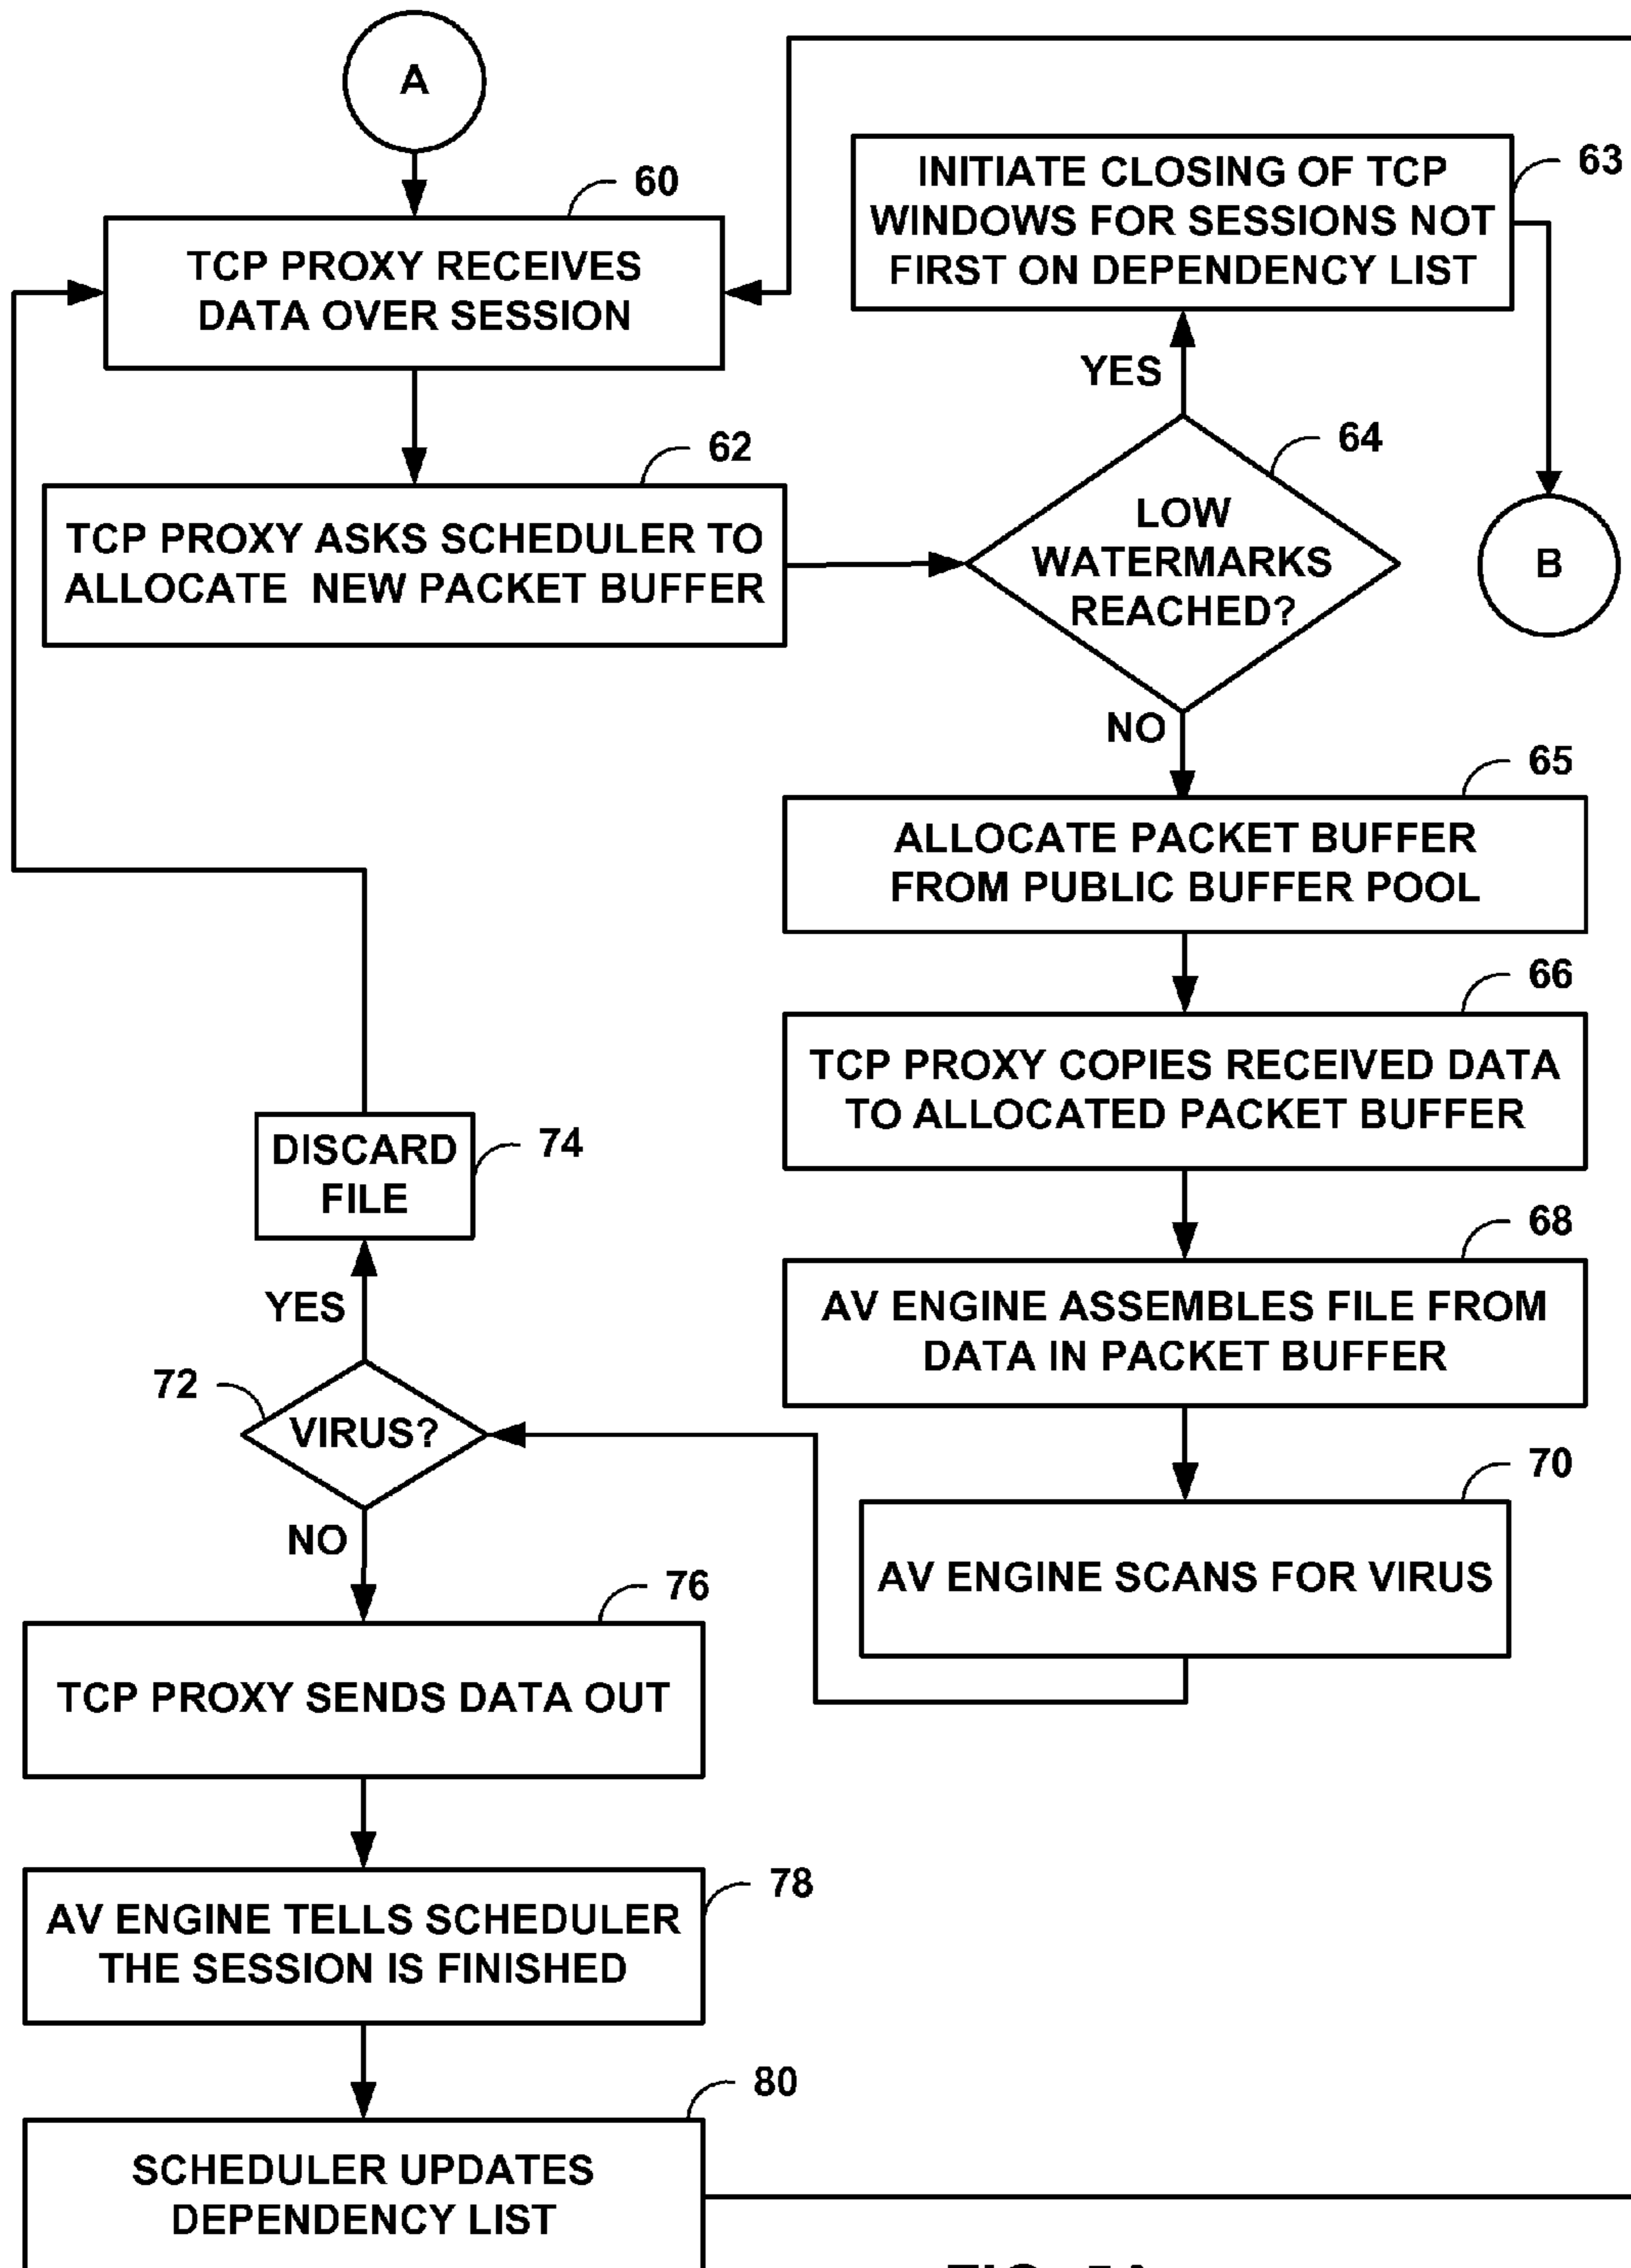 A
60
TCP PROXY RECEIVES
DATA OVER SESSION
62
TCP PROXY ASKS SCHEDULER TO
ALLOCATE NEW PACKET BUFFER
INITIATE CLOSING OF TCP
WINDOWS FOR SESSIONS NOT
FIRST ON DEPENDENCY LIST
63
YES
64
LOW
WATERMARKS
REACHED?
B
NO
65
ALLOCATE PACKET BUFFER
FROM PUBLIC BUFFER POOL
66
TCP PROXY COPIES RECEIVED DATA
TO ALLOCATED PACKET BUFFER
68
AV ENGINE ASSEMBLES FILE FROM
DATA IN PACKET BUFFER
70
AV ENGINE SCANS FOR VIRUS
DISCARD
FILE
74
YES
72
VIRUS?
NO
76
TCP PROXY SENDS DATA OUT
78
AV ENGINE TELLS SCHEDULER
THE SESSION IS FINISHED
80
SCHEDULER UPDATES
DEPENDENCY LIST